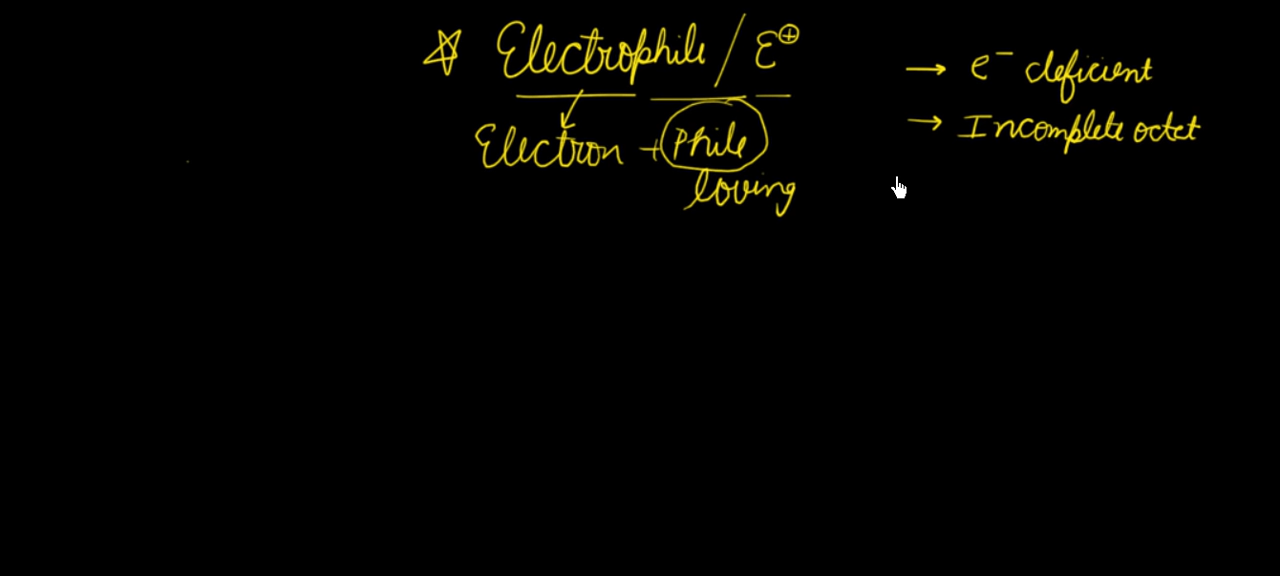 ☆ Electrophile / E⊕
Electron + Phile
loving
→ e⁻ deficient
→ Incomplete octet